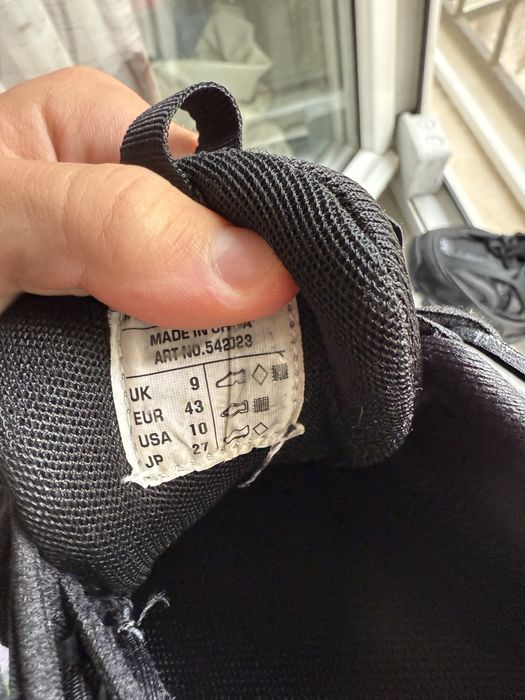 MADE IN CHINA
ART NO.542023
UK 9
EUR 43
USA 10
JP 27